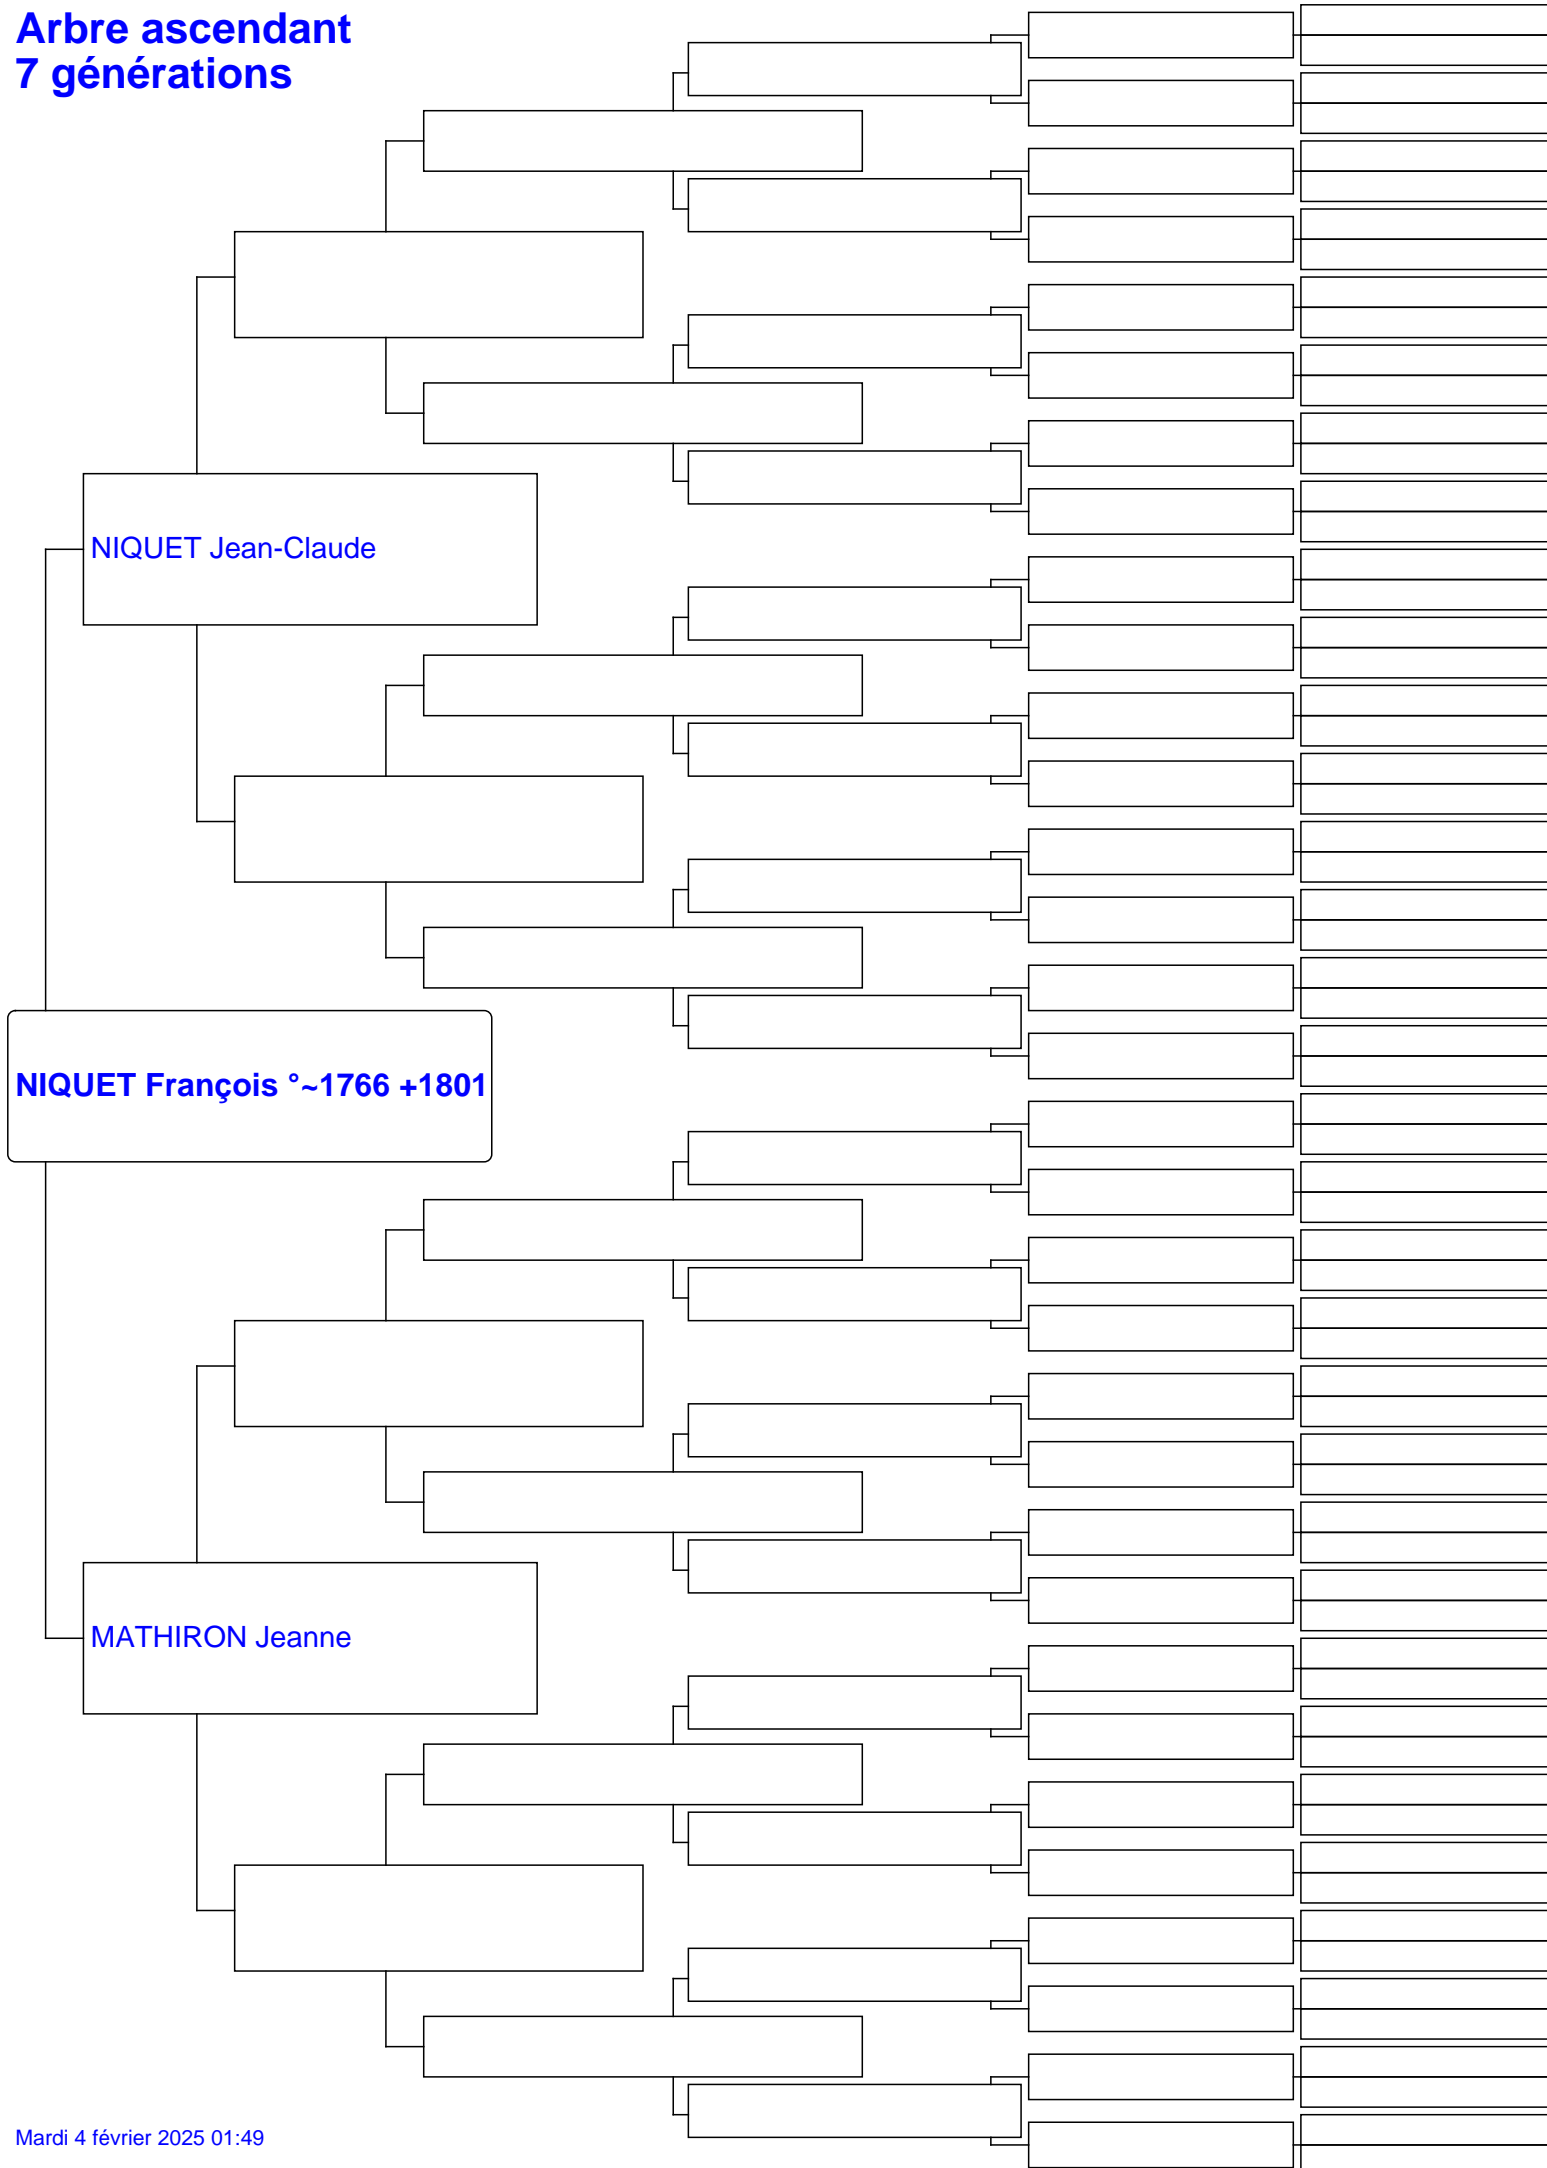 Arbre ascendant
7 générations
NIQUET Jean-Claude
NIQUET François °~1766 +1801
MATHIRON Jeanne
Mardi 4 février 2025 01:49